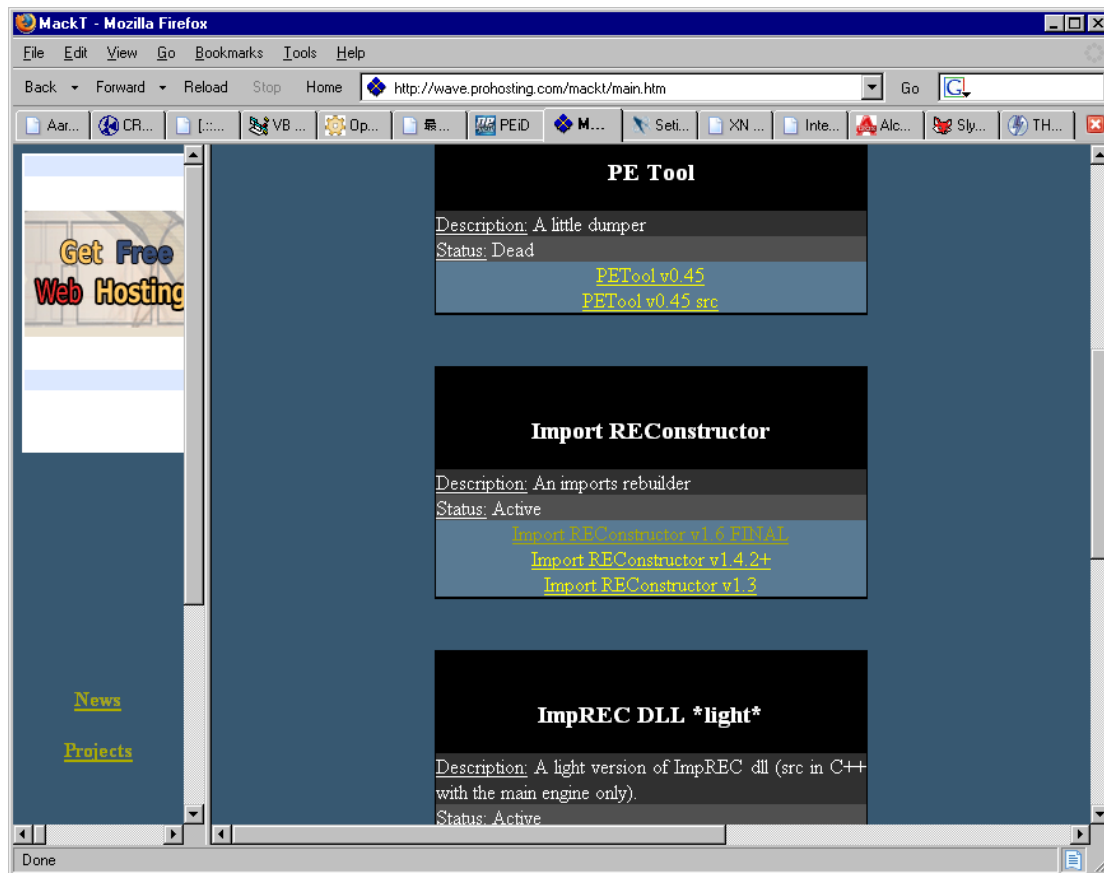 MackT - Mozilla Firefox
File Edit View Go Bookmarks Tools Help
Back Forward Reload Stop Home http://wave.prohosting.com/mackt/main.htm Go G
Aar... CR... [.::... VB ... Op... 最... PEiD M... Seti... XN ... Inte... Alc... Sly... TH...
Get Free
Web Hosting
News
Projects
PE Tool
Description: A little dumper
Status: Dead
PETool v0.45
PETool v0.45 src
Import REConstructor
Description: An imports rebuilder
Status: Active
Import REConstructor v1.6 FINAL
Import REConstructor v1.4.2+
Import REConstructor v1.3
ImpREC DLL *light*
Description: A light version of ImpREC dll (src in C++
with the main engine only).
Status: Active
Done